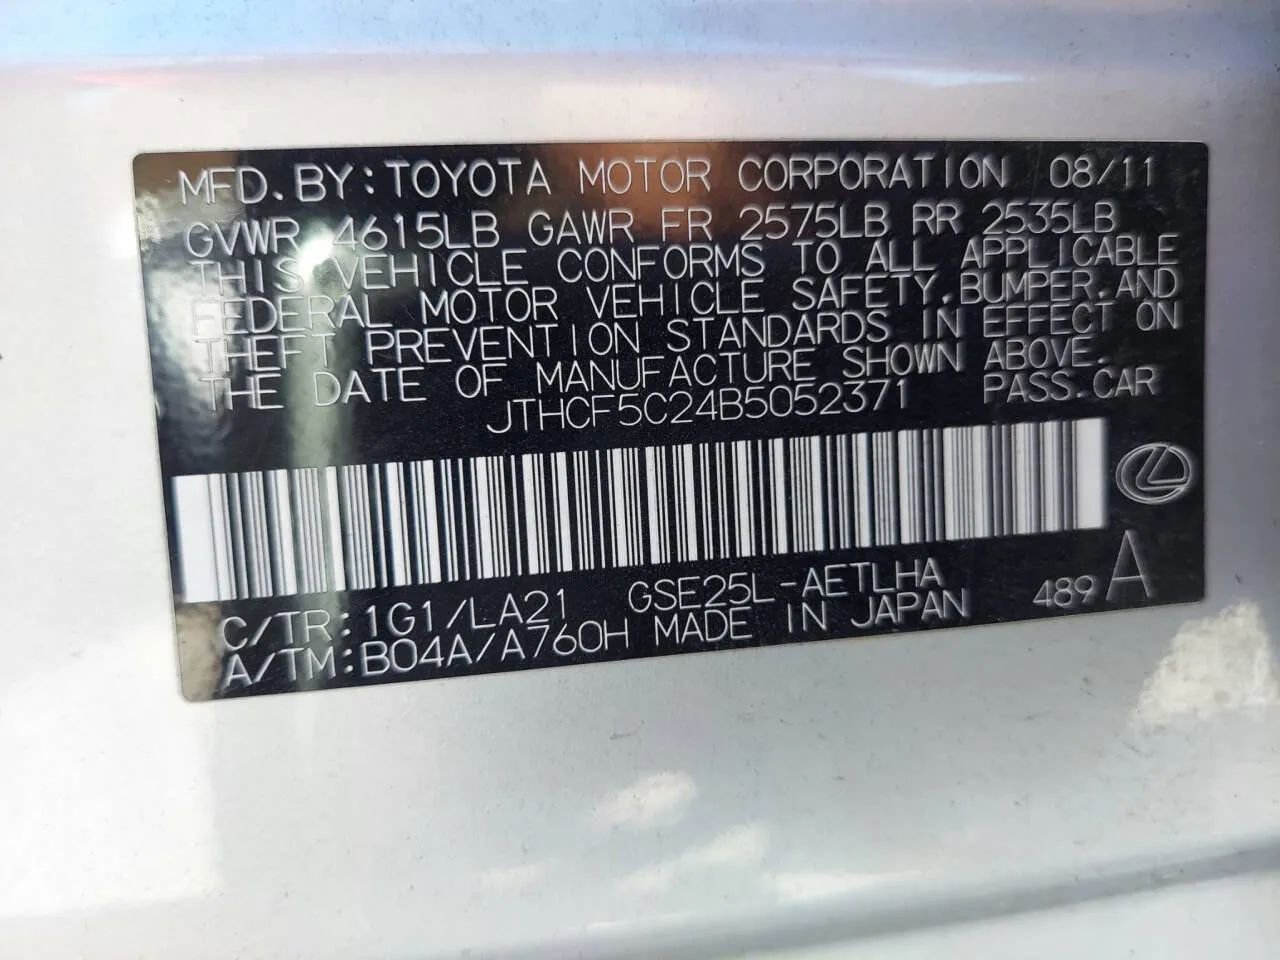 MFD.BY:TOYOTA MOTOR CORPORATION 08/11
GVWR 4615LB GAWR FR 2575LB RR 2535LB
THIS VEHICLE CONFORMS TO ALL APPLICABLE
FEDERAL MOTOR VEHICLE SAFETY,BUMPER,AND
THEFT PREVENTION STANDARDS IN EFFECT ON
THE DATE OF MANUFACTURE SHOWN ABOVE.
JTHCF5C24B5052371 PASS.CAR
C/TR:1G1/LA21 GSE25L-AETLHA
A/TM:B04A/A760H MADE IN JAPAN 489 A